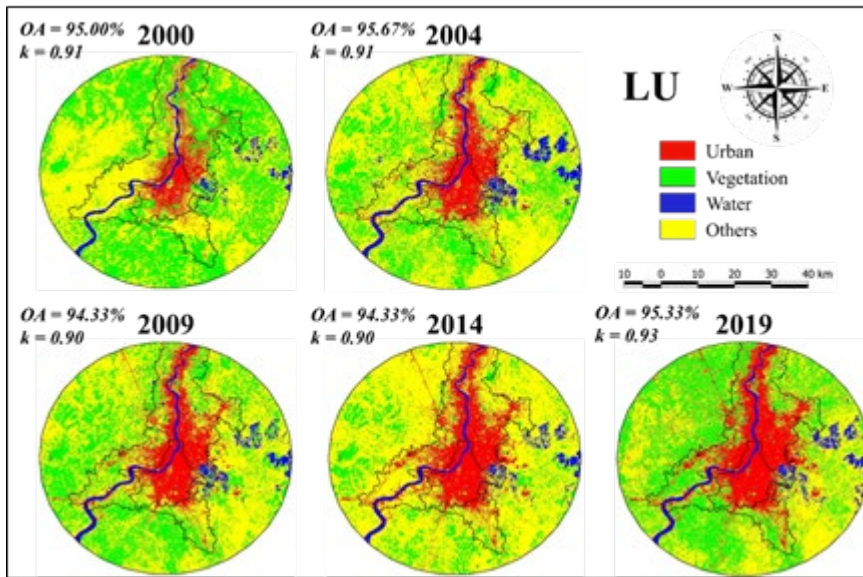 OA = 95.00%
k = 0.91
2000
OA = 95.67%
k = 0.91
2004
LU
N
W
E
S
Urban
Vegetation
Water
Others
10 0 10 20 30 40 km
OA = 94.33%
k = 0.90
2009
OA = 94.33%
k = 0.90
2014
OA = 95.33%
k = 0.93
2019